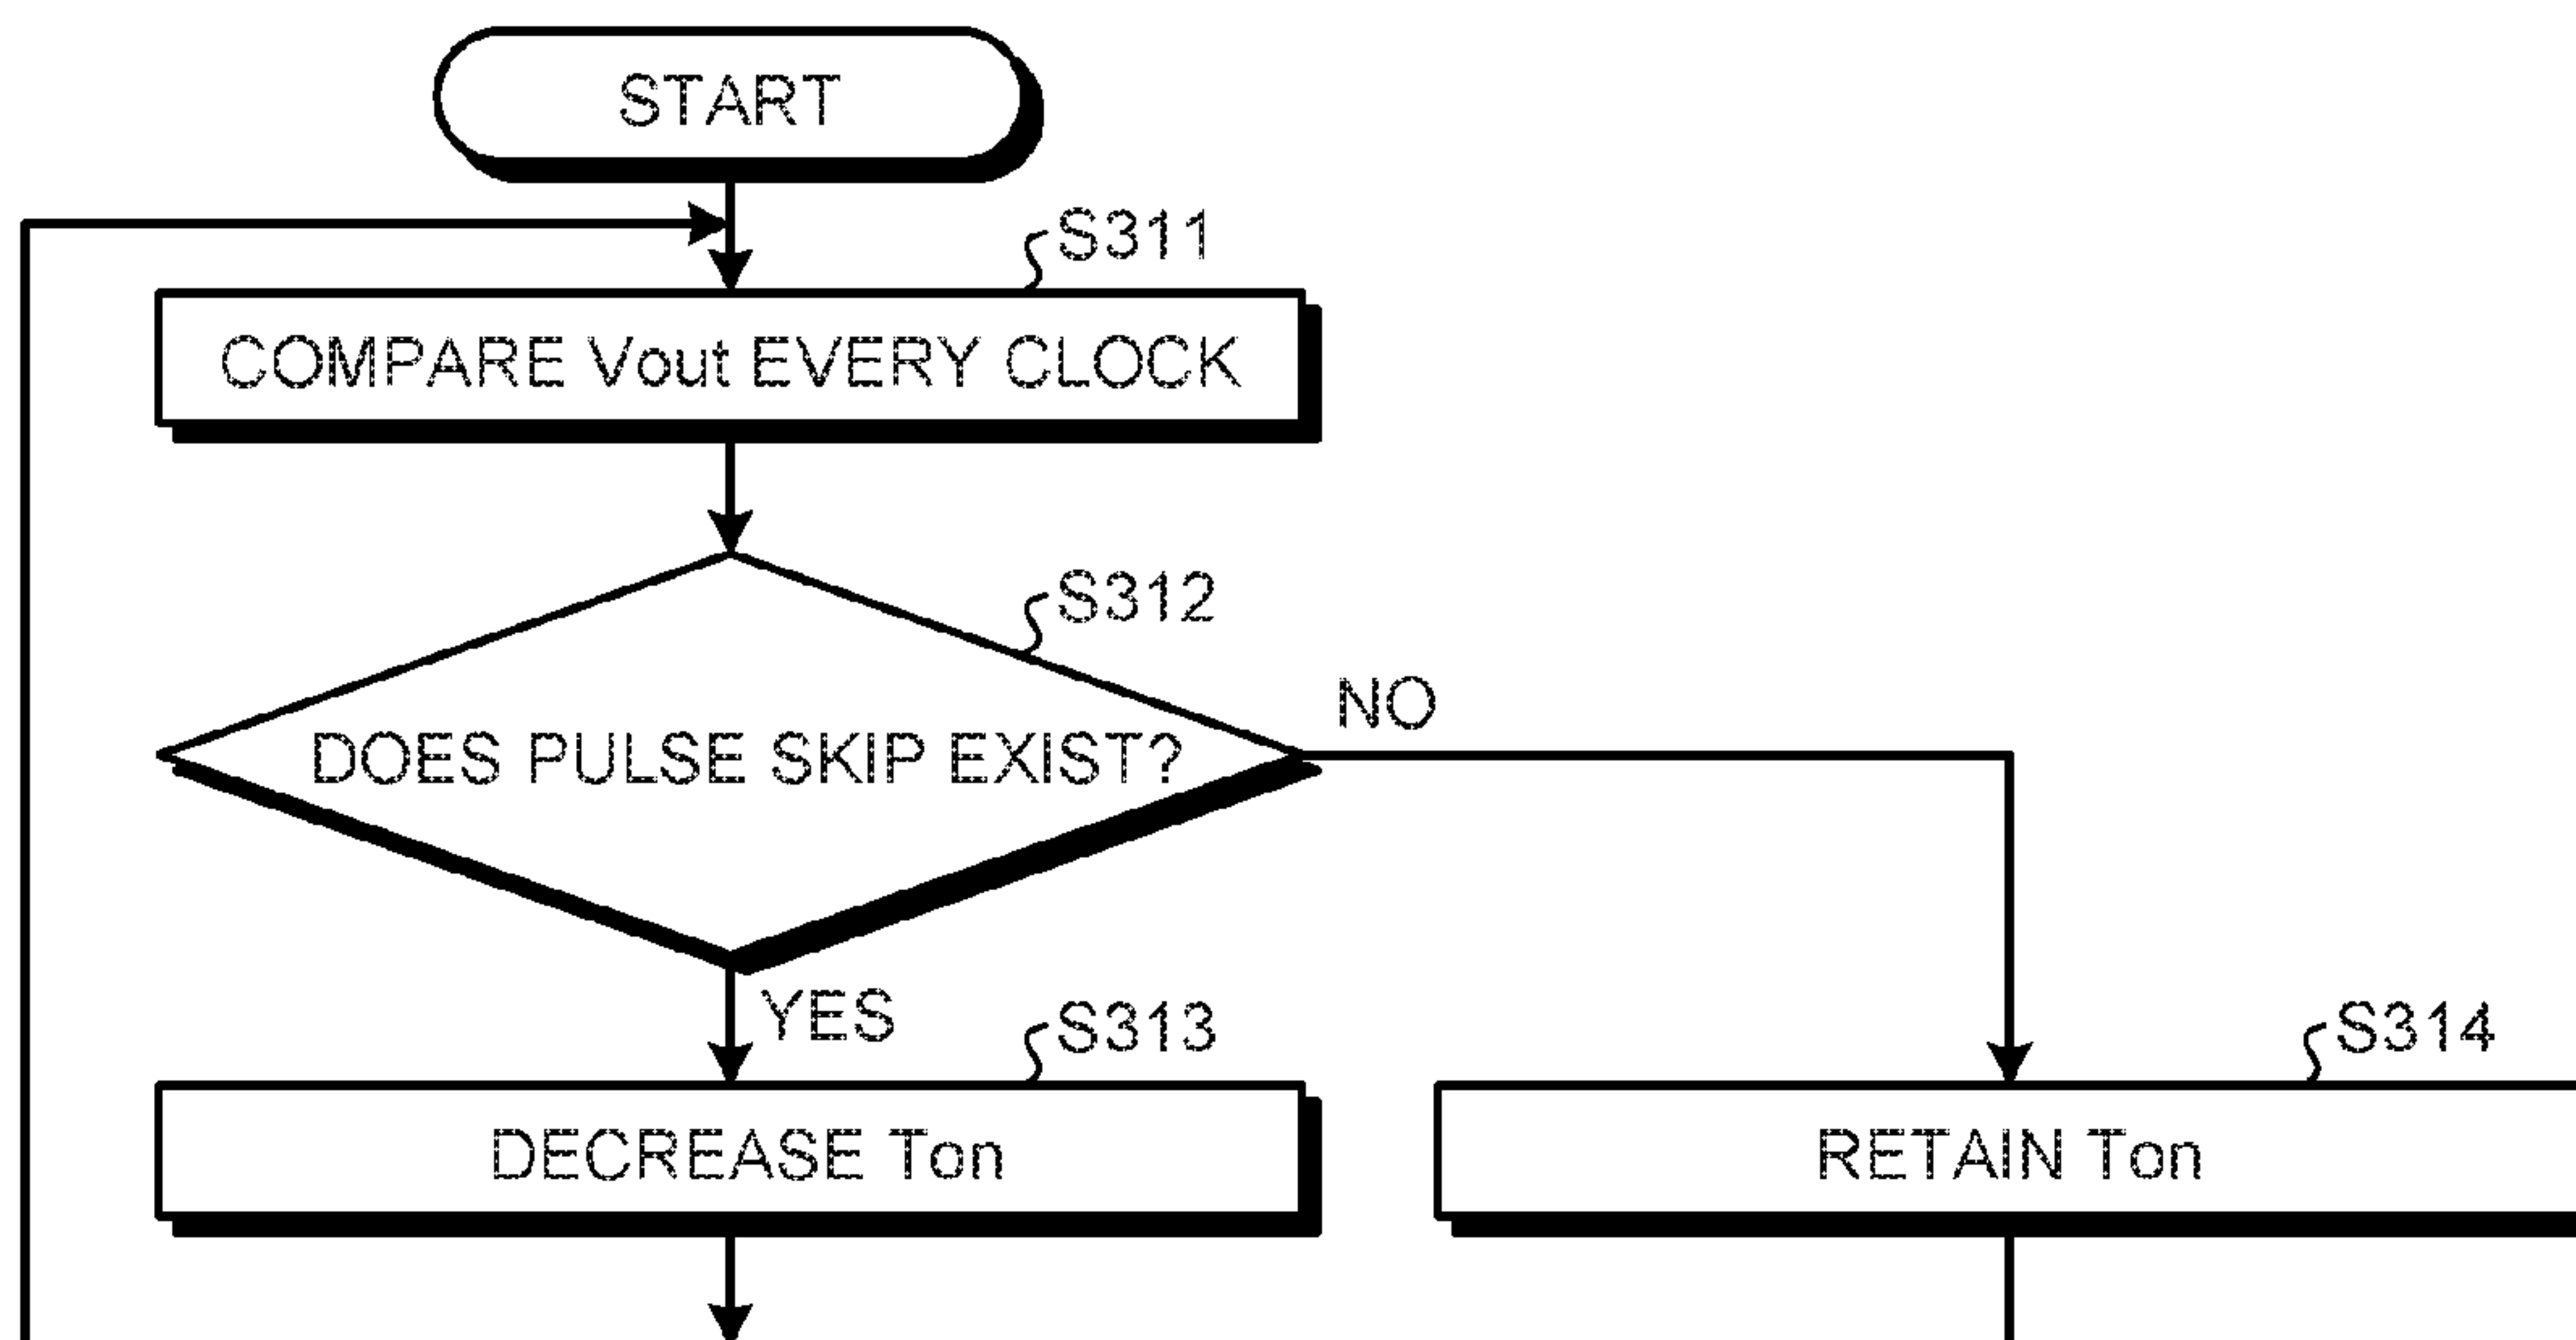 START
S311
COMPARE Vout EVERY CLOCK
S312
NO
DOES PULSE SKIP EXIST?
YES
S313
S314
DECREASE Ton
RETAIN Ton